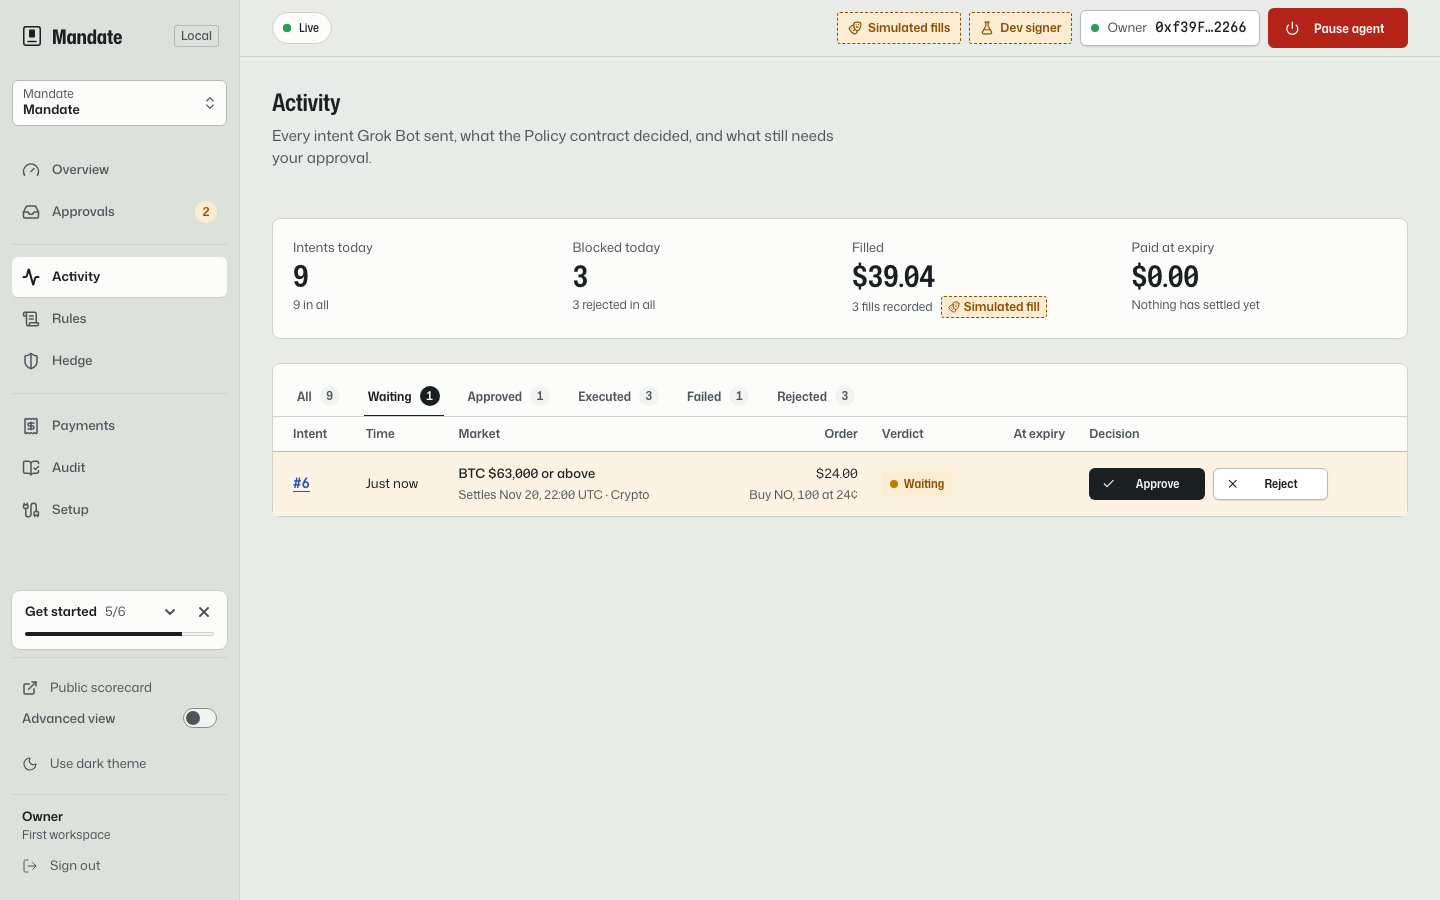 Mandate
Local
Mandate
Mandate
Overview
Approvals 2
Activity
Rules
Hedge
Payments
Audit
Setup
Get started 5/6
Public scorecard
Advanced view
Use dark theme
Owner
First workspace
Sign out
Live
Simulated fills
Dev signer
Owner 0xf39F…2266
Pause agent
Activity
Every intent Grok Bot sent, what the Policy contract decided, and what still needs
your approval.
Intents today
9
9 in all
Blocked today
3
3 rejected in all
Filled
$39.04
3 fills recorded Simulated fill
Paid at expiry
$0.00
Nothing has settled yet
All 9 Waiting 1 Approved 1 Executed 3 Failed 1 Rejected 3
Intent Time Market Order Verdict At expiry Decision
#6 Just now BTC $63,000 or above $24.00 Waiting Approve Reject
Settles Nov 20, 22:00 UTC · Crypto Buy NO, 100 at 24¢